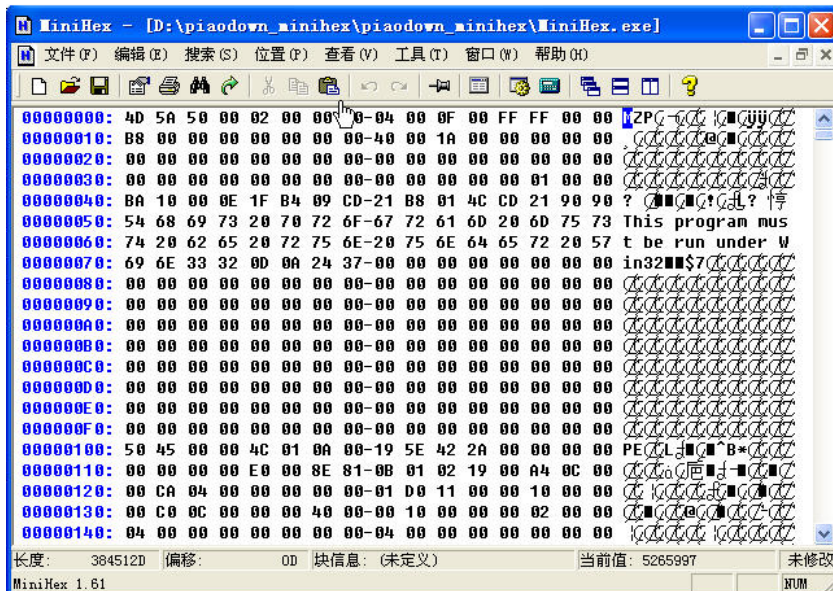 MiniHex - [D:\piaodown_minihex\piaodown_minihex\MiniHex.exe]
文件(F) 编辑(E) 搜索(S) 位置(P) 查看(V) 工具(T) 窗口(W) 帮助(H)
00000000: 4D 5A 50 00 02 00 00 0-04 00 0F 00 FF FF 00 00
00000010: B8 00 00 00 00 00 00 00-40 00 1A 00 00 00 00 00
00000020: 00 00 00 00 00 00 00 00-00 00 00 00 00 00 00 00
00000030: 00 00 00 00 00 00 00 00-00 00 00 00 00 01 00 00
00000040: BA 10 00 0E 1F B4 09 CD-21 B8 01 4C CD 21 90 90
00000050: 54 68 69 73 20 70 72 6F-67 72 61 6D 20 6D 75 73 This program mus
00000060: 74 20 62 65 20 72 75 6E-20 75 6E 64 65 72 20 57 t be run under W
00000070: 69 6E 33 32 0D 0A 24 37-00 00 00 00 00 00 00 00 in32 $7
00000080: 00 00 00 00 00 00 00 00-00 00 00 00 00 00 00 00
00000090: 00 00 00 00 00 00 00 00-00 00 00 00 00 00 00 00
000000A0: 00 00 00 00 00 00 00 00-00 00 00 00 00 00 00 00
000000B0: 00 00 00 00 00 00 00 00-00 00 00 00 00 00 00 00
000000C0: 00 00 00 00 00 00 00 00-00 00 00 00 00 00 00 00
000000D0: 00 00 00 00 00 00 00 00-00 00 00 00 00 00 00 00
000000E0: 00 00 00 00 00 00 00 00-00 00 00 00 00 00 00 00
000000F0: 00 00 00 00 00 00 00 00-00 00 00 00 00 00 00 00
00000100: 50 45 00 00 4C 01 0A 00-19 5E 42 2A 00 00 00 00
00000110: 00 00 00 00 E0 00 8E 81-0B 01 02 19 00 A4 0C 00
00000120: 00 CA 04 00 00 00 00 00-01 D0 11 00 00 10 00 00
00000130: 00 C0 0C 00 00 00 40 00-00 10 00 00 00 02 00 00
00000140: 04 00 00 00 00 00 00 00-04 00 00 00 00 00 00 00
长度: 384512D 偏移: 0D 块信息: (未定义) 当前值: 5265997 未修改
MiniHex 1.61 NUM